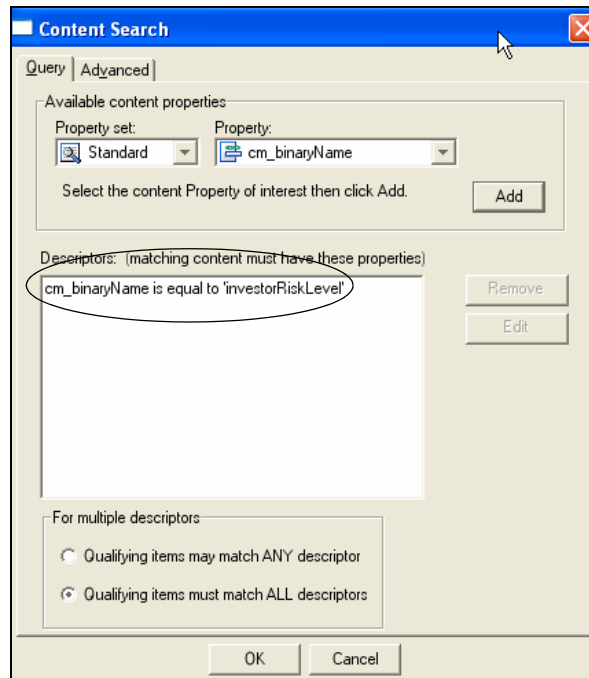 Content Search
Query Advanced
Available content properties
Property set: Property:
Standard cm_binaryName
Select the content Property of interest then click Add. Add
Descriptors: (matching content must have these properties)
cm_binaryName is equal to 'investorRiskLevel' Remove
Edit
For multiple descriptors
Qualifying items may match ANY descriptor
Qualifying items must match ALL descriptors
OK Cancel